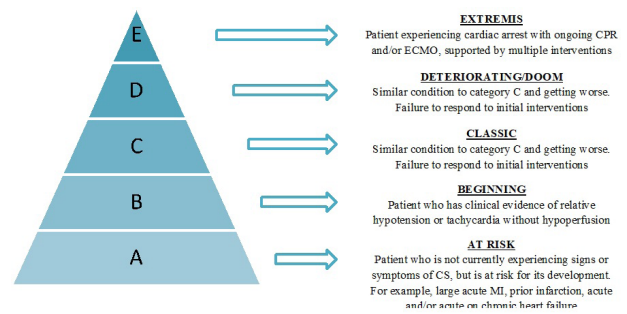 E
EXTREMIS
Patient experiencing cardiac arrest with ongoing CPR
and/or ECMO, supported by multiple interventions
D
DETERIORATING/DOOM
Similar condition to category C and getting worse.
Failure to respond to initial interventions
C
CLASSIC
Similar condition to category C and getting worse.
Failure to respond to initial interventions
B
BEGINNING
Patient who has clinical evidence of relative
hypotension or tachycardia without hypoperfusion
A
AT RISK
Patient who is not currently experiencing signs or
symptoms of CS, but is at risk for its development.
For example, large acute MI, prior infarction, acute
and/or acute on chronic heart failure